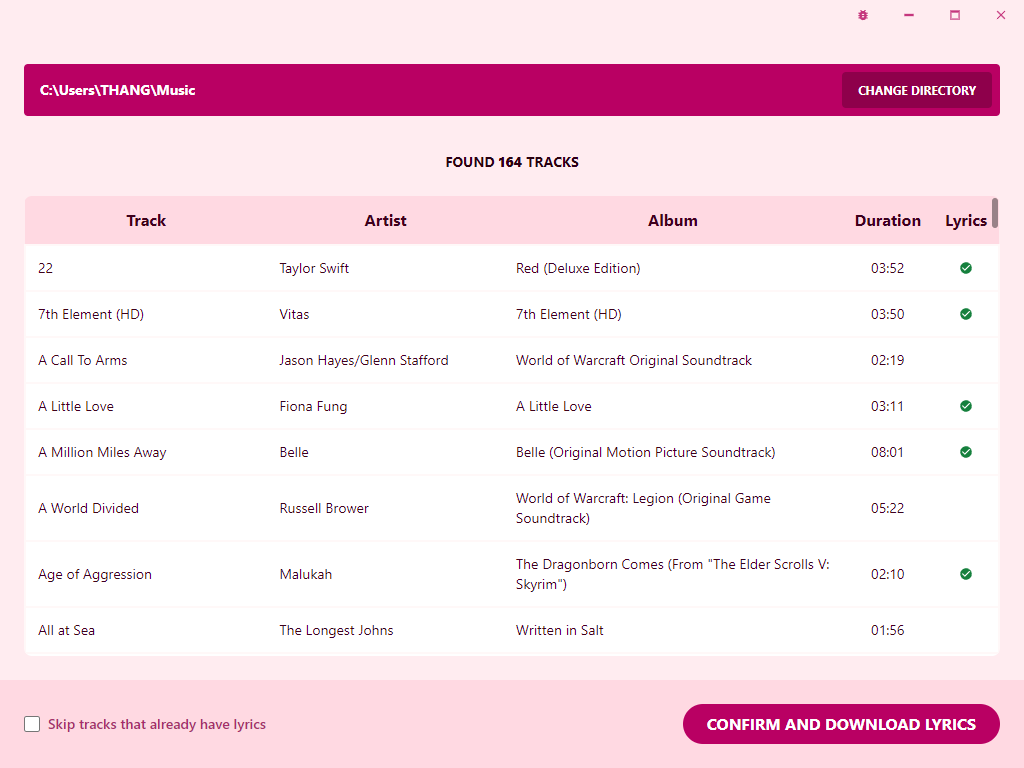 C:\Users\THANG\Music
CHANGE DIRECTORY
FOUND 164 TRACKS
Track Artist Album Duration Lyrics
22 Taylor Swift Red (Deluxe Edition) 03:52
7th Element (HD) Vitas 7th Element (HD) 03:50
A Call To Arms Jason Hayes/Glenn Stafford World of Warcraft Original Soundtrack 02:19
A Little Love Fiona Fung A Little Love 03:11
A Million Miles Away Belle Belle (Original Motion Picture Soundtrack) 08:01
A World Divided Russell Brower World of Warcraft: Legion (Original Game
Soundtrack) 05:22
Age of Aggression Malukah The Dragonborn Comes (From "The Elder Scrolls V:
Skyrim") 02:10
All at Sea The Longest Johns Written in Salt 01:56
Skip tracks that already have lyrics
CONFIRM AND DOWNLOAD LYRICS